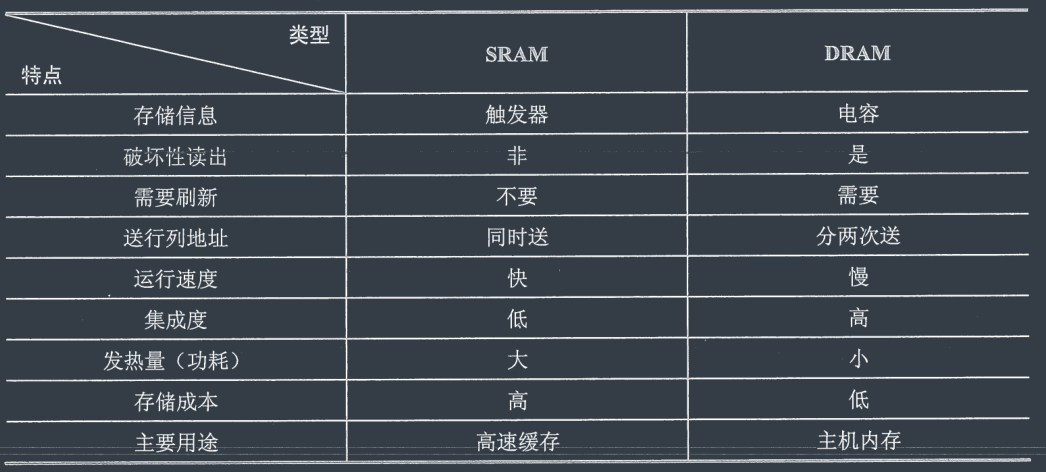 类型
特点
SRAM DRAM
存储信息 触发器 电容
破坏性读出 非 是
需要刷新 不要 需要
送行列地址 同时送 分两次送
运行速度 快 慢
集成度 低 高
发热量（功耗） 大 小
存储成本 高 低
主要用途 高速缓存 主机内存